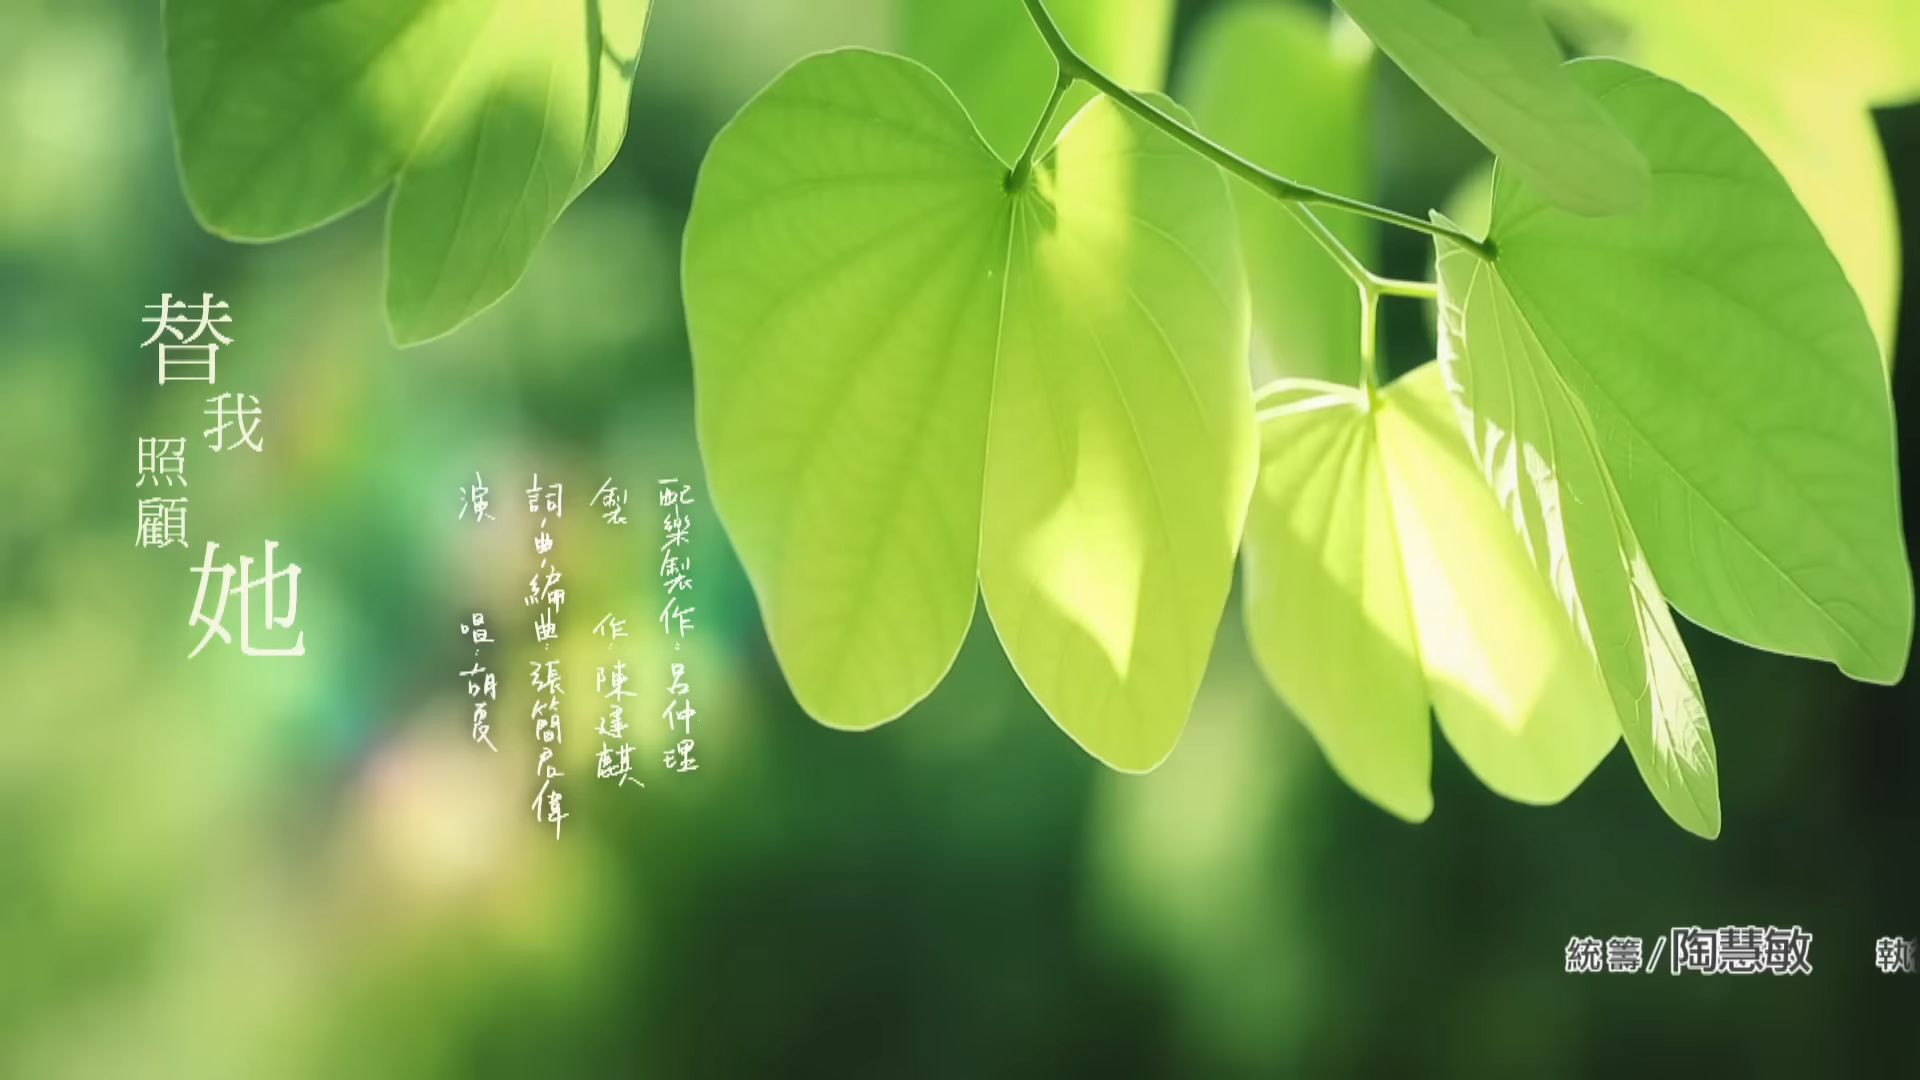 替我照顧她
演唱:胡夏
詞/曲/編曲:張簡君偉
製作:陳建麒
配樂製作:呂仲理
統籌/陶慧敏
執